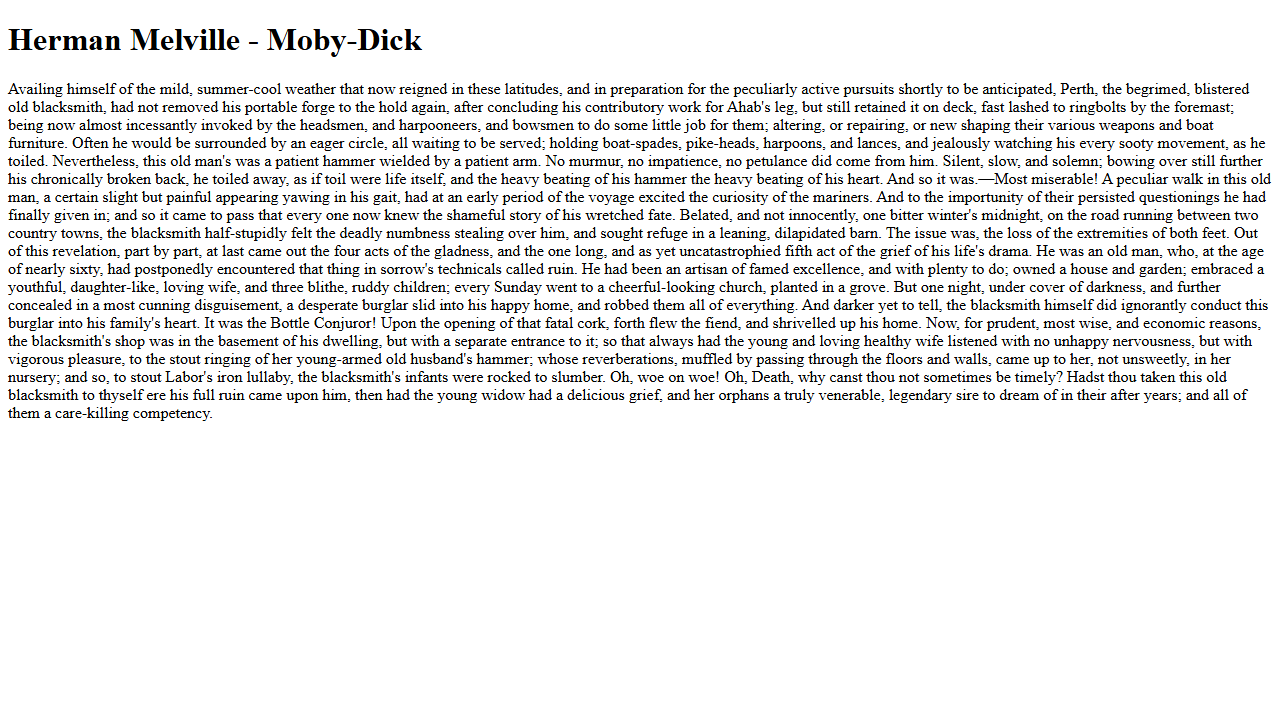 Herman Melville - Moby-Dick
Availing himself of the mild, summer-cool weather that now reigned in these latitudes, and in preparation for the peculiarly active pursuits shortly to be anticipated, Perth, the begrimed, blistered
old blacksmith, had not removed his portable forge to the hold again, after concluding his contributory work for Ahab's leg, but still retained it on deck, fast lashed to ringbolts by the foremast;
being now almost incessantly invoked by the headsmen, and harpooneers, and bowsmen to do some little job for them; altering, or repairing, or new shaping their various weapons and boat
furniture. Often he would be surrounded by an eager circle, all waiting to be served; holding boat-spades, pike-heads, harpoons, and lances, and jealously watching his every sooty movement, as he
toiled. Nevertheless, this old man's was a patient hammer wielded by a patient arm. No murmur, no impatience, no petulance did come from him. Silent, slow, and solemn; bowing over still further
his chronically broken back, he toiled away, as if toil were life itself, and the heavy beating of his hammer the heavy beating of his heart. And so it was.—Most miserable! A peculiar walk in this old
man, a certain slight but painful appearing yawing in his gait, had at an early period of the voyage excited the curiosity of the mariners. And to the importunity of their persisted questionings he had
finally given in; and so it came to pass that every one now knew the shameful story of his wretched fate. Belated, and not innocently, one bitter winter's midnight, on the road running between two
country towns, the blacksmith half-stupidly felt the deadly numbness stealing over him, and sought refuge in a leaning, dilapidated barn. The issue was, the loss of the extremities of both feet. Out
of this revelation, part by part, at last came out the four acts of the gladness, and the one long, and as yet uncatastrophied fifth act of the grief of his life's drama. He was an old man, who, at the age
of nearly sixty, had postponedly encountered that thing in sorrow's technicals called ruin. He had been an artisan of famed excellence, and with plenty to do; owned a house and garden; embraced a
youthful, daughter-like, loving wife, and three blithe, ruddy children; every Sunday went to a cheerful-looking church, planted in a grove. But one night, under cover of darkness, and further
concealed in a most cunning disguisement, a desperate burglar slid into his happy home, and robbed them all of everything. And darker yet to tell, the blacksmith himself did ignorantly conduct this
burglar into his family's heart. It was the Bottle Conjuror! Upon the opening of that fatal cork, forth flew the fiend, and shrivelled up his home. Now, for prudent, most wise, and economic reasons,
the blacksmith's shop was in the basement of his dwelling, but with a separate entrance to it; so that always had the young and loving healthy wife listened with no unhappy nervousness, but with
vigorous pleasure, to the stout ringing of her young-armed old husband's hammer; whose reverberations, muffled by passing through the floors and walls, came up to her, not unsweetly, in her
nursery; and so, to stout Labor's iron lullaby, the blacksmith's infants were rocked to slumber. Oh, woe on woe! Oh, Death, why canst thou not sometimes be timely? Hadst thou taken this old
blacksmith to thyself ere his full ruin came upon him, then had the young widow had a delicious grief, and her orphans a truly venerable, legendary sire to dream of in their after years; and all of
them a care-killing competency.